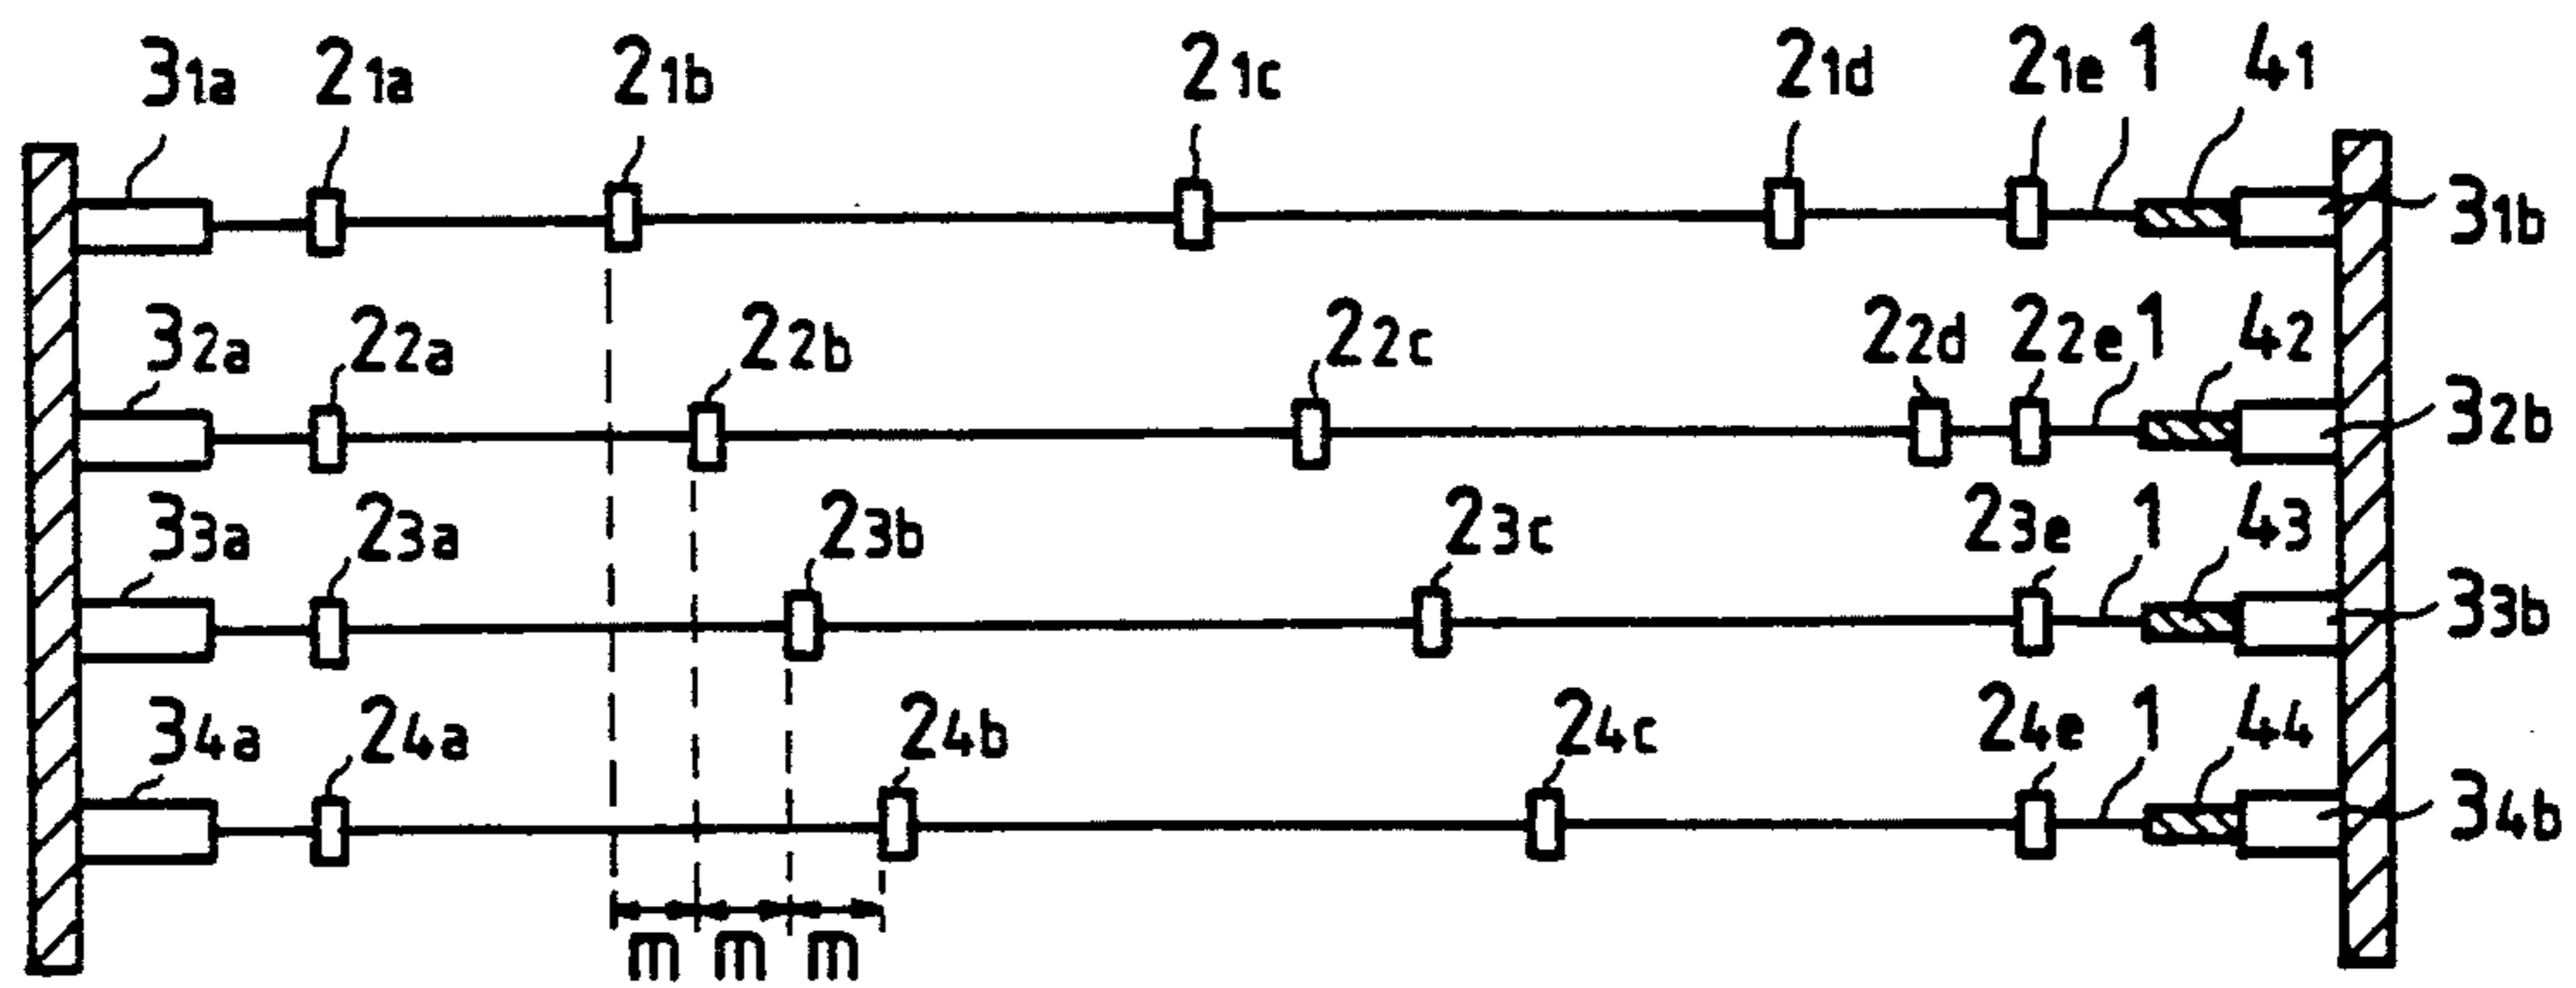 31a 21a 21b 21c 21d 21e 1 41
31b
32a 22a 22b 22c 22d 22e 1 42
32b
33a 23a 23b 23c 23e 1 43
33b
34a 24a 24b 24c 24e 1 44
34b
m m m